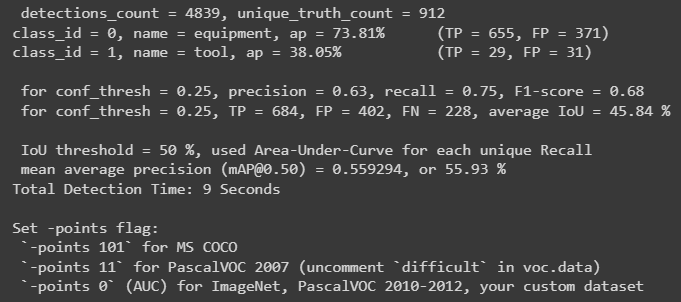 detections_count = 4839, unique_truth_count = 912
class_id = 0, name = equipment, ap = 73.81% (TP = 655, FP = 371)
class_id = 1, name = tool, ap = 38.05% (TP = 29, FP = 31)
for conf_thresh = 0.25, precision = 0.63, recall = 0.75, F1-score = 0.68
for conf_thresh = 0.25, TP = 684, FP = 402, FN = 228, average IoU = 45.84 %
IoU threshold = 50 %, used Area-Under-Curve for each unique Recall
mean average precision (mAP@0.50) = 0.559294, or 55.93 %
Total Detection Time: 9 Seconds
Set -points flag:
`-points 101` for MS COCO
`-points 11` for PascalVOC 2007 (uncomment `difficult` in voc.data)
`-points 0` (AUC) for ImageNet, PascalVOC 2010-2012, your custom dataset